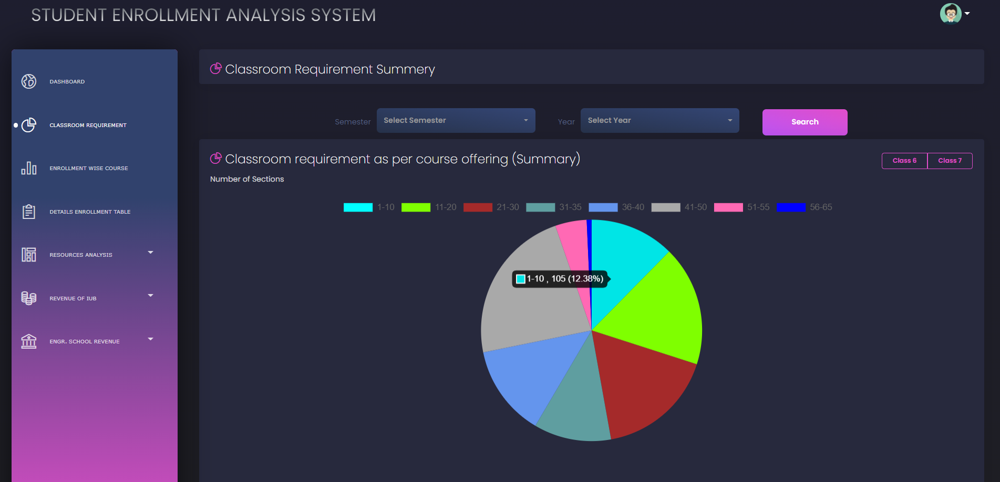 STUDENT ENROLLMENT ANALYSIS SYSTEM
DASHBOARD
CLASSROOM REQUIREMENT
ENROLLMENT WISE COURSE
DETAILS ENROLLMENT TABLE
RESOURCES ANALYSIS
REVENUE OF IUB
ENGR. SCHOOL REVENUE
Classroom Requirement Summery
Semester Select Semester Year Select Year Search
Classroom requirement as per course offering (Summary)
Class 6 Class 7
Number of Sections
1-10 11-20 21-30 31-35 36-40 41-50 51-55 56-65
1-10 , 105 (12.38%)